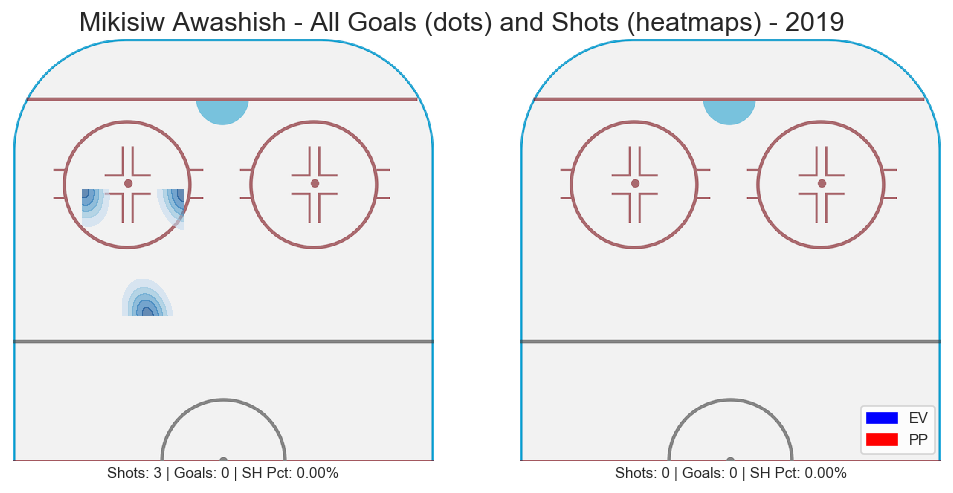 Mikisiw Awashish - All Goals (dots) and Shots (heatmaps) - 2019
EV
PP
Shots: 3 | Goals: 0 | SH Pct: 0.00%
Shots: 0 | Goals: 0 | SH Pct: 0.00%